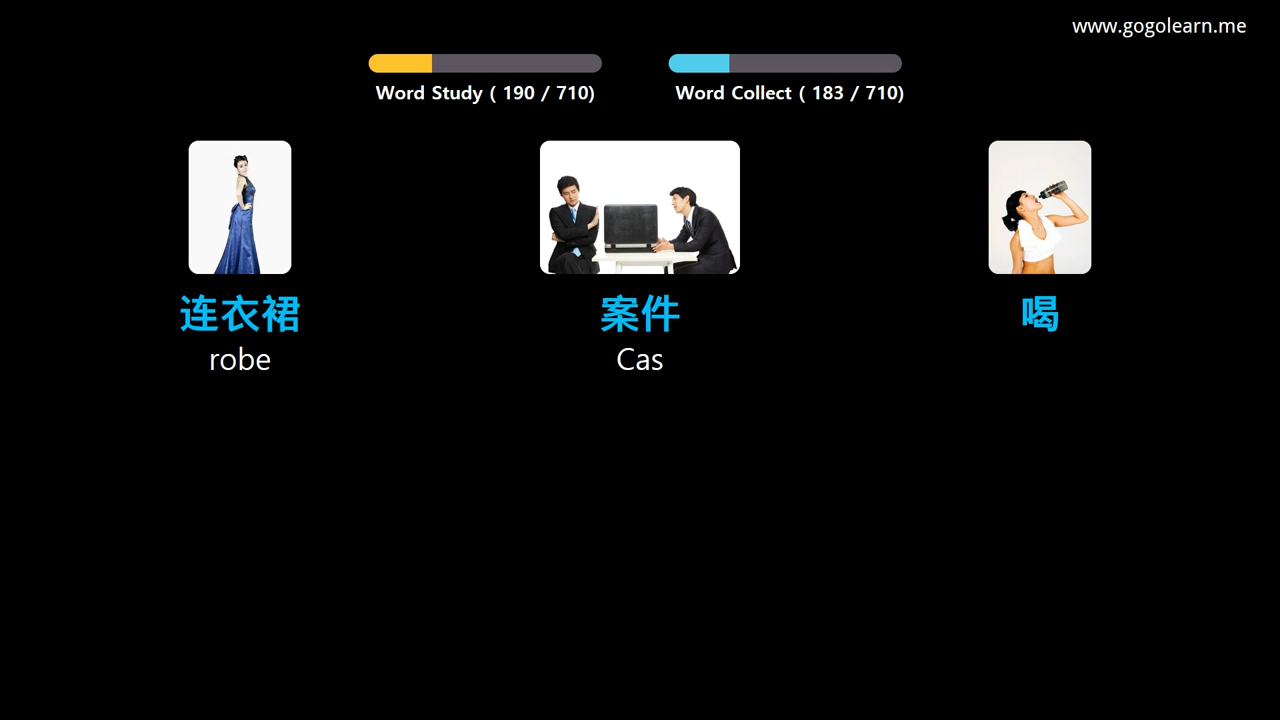 www.gogolearn.me
Word Study ( 190 / 710)
Word Collect ( 183 / 710)
连衣裙
案件
喝
robe
Cas